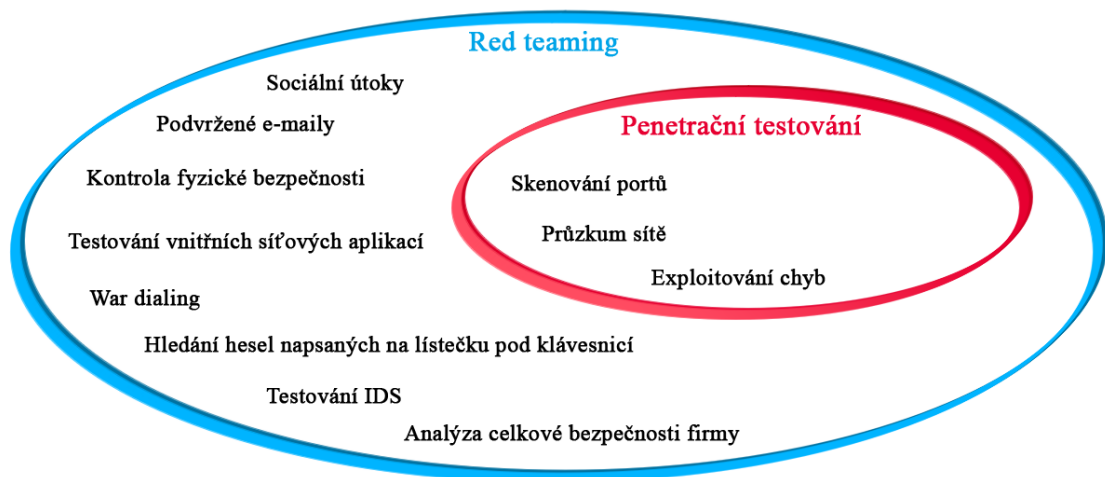 Red teaming
Sociální útoky
Podvržené e-maily
Penetrační testování
Kontrola fyzické bezpečnosti
Skenování portů
Testování vnitřních síťových aplikací
Průzkum sítě
Exploitování chyb
War dialing
Hledání hesel napsaných na lístečku pod klávesnicí
Testování IDS
Analýza celkové bezpečnosti firmy